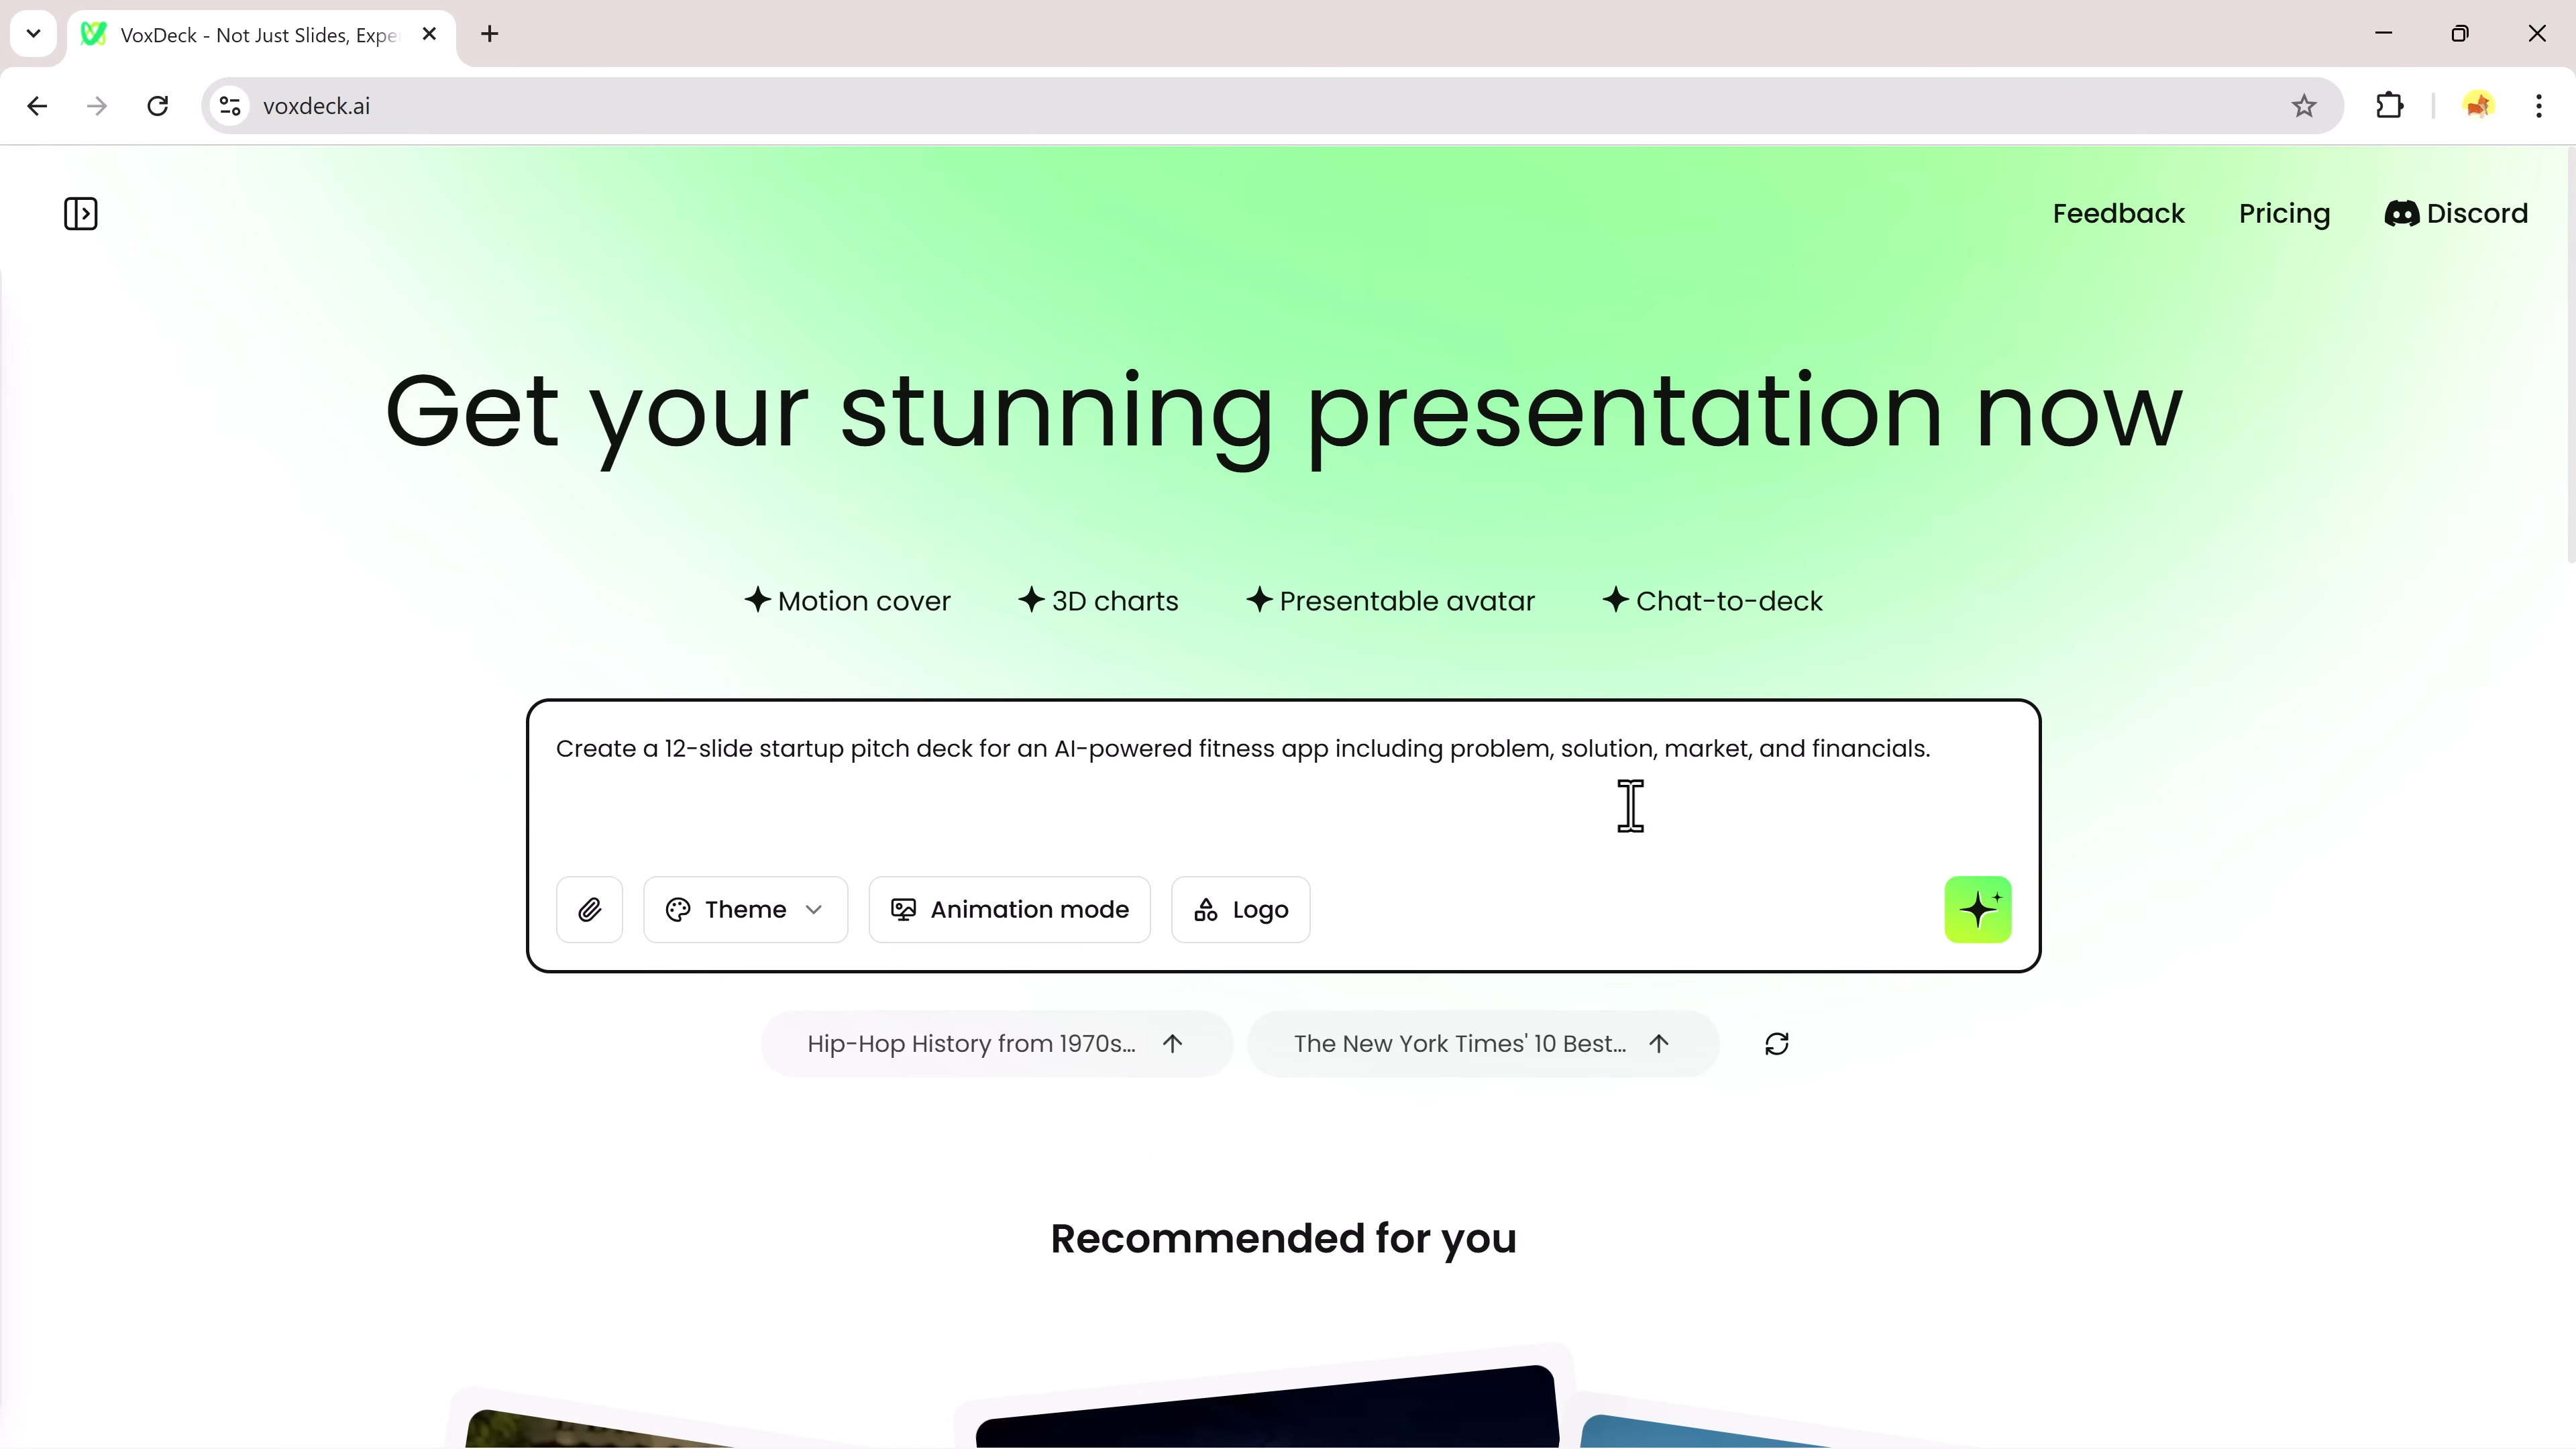 VoxDeck - Not Just Slides, Expe
voxdeck.ai
Feedback Pricing Discord
Get your stunning presentation now
Motion cover 3D charts Presentable avatar Chat-to-deck
Create a 12-slide startup pitch deck for an AI-powered fitness app including problem, solution, market, and financials.
Theme Animation mode Logo
Hip-Hop History from 1970s... The New York Times' 10 Best...
Recommended for you